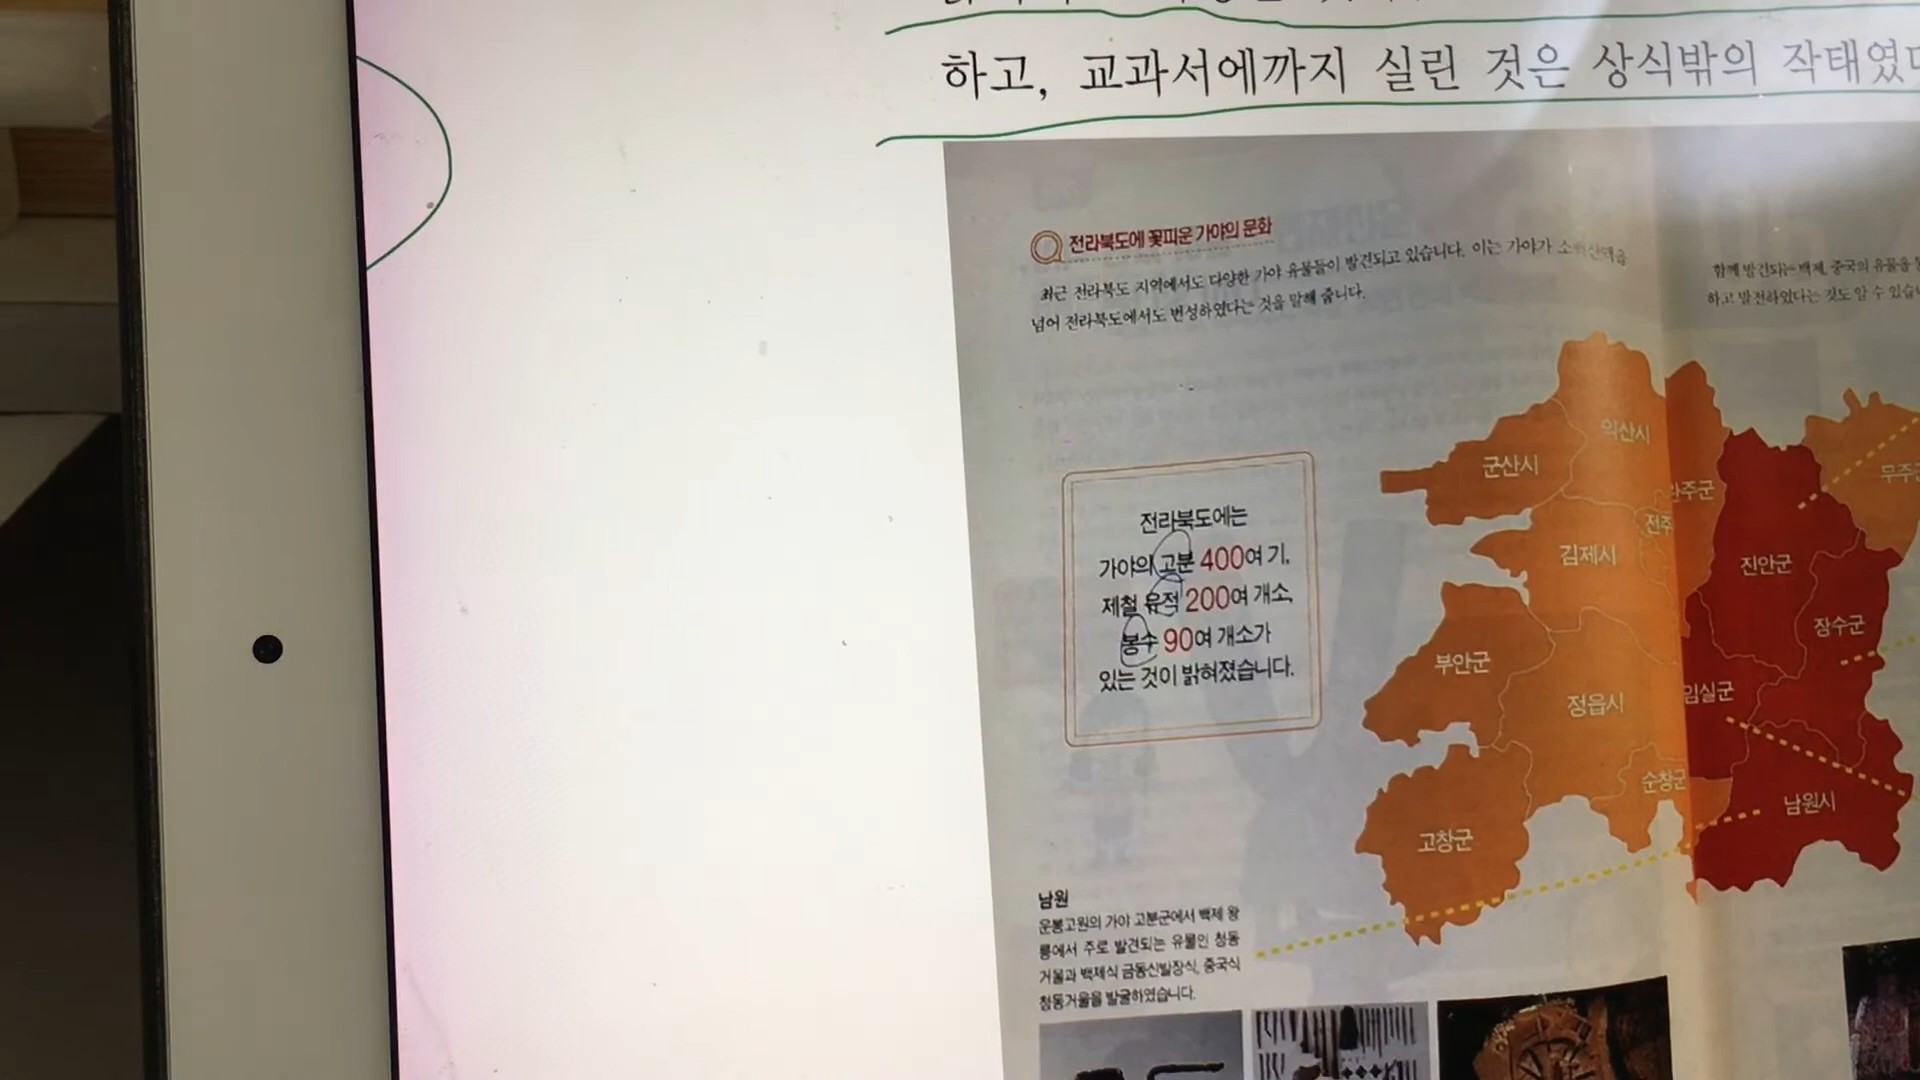 하고, 교과서에까지 실린 것은 상식밖의 작태였
전라북도에 꽃피운 가야의 문화
최근 전라북도 지역에서도 다양한 가야 유물들이 발견되고 있습니다. 이는 가야가 소백산맥을
넘어 전라북도에서도 번성하였다는 것을 말해 줍니다.
함께 발견되는 백제, 중국의 유물을
하고 발전하였다는 것도 알 수 있습니
익산시
군산시
완주군
무주군
전주
김제시
진안군
장수군
부안군
임실군
정읍시
순창군
남원시
고창군
전라북도에는
가야의 고분 400여 기,
제철 유적 200여 개소,
봉수 90여 개소가
있는 것이 밝혀졌습니다.
남원
운봉고원의 가야 고분군에서 백제 왕
릉에서 주로 발견되는 유물인 청동
거울과 백제식 금동신발장식, 중국식
청동거울을 발굴하였습니다.